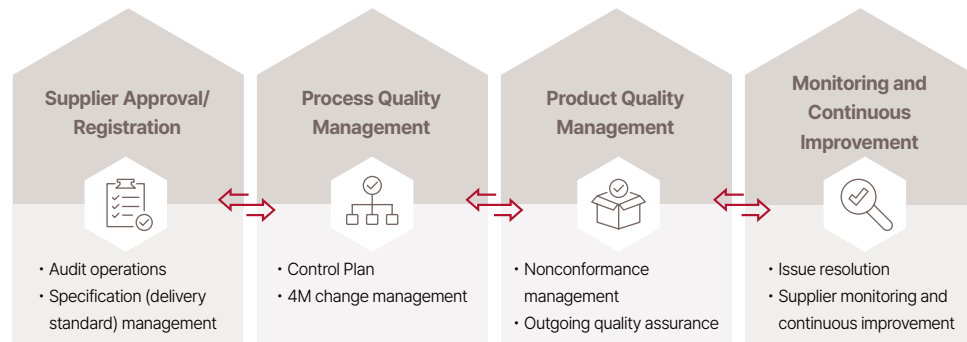 Supplier Approval/
Registration
・Audit operations
・Specification (delivery
standard) management
Process Quality
Management
・Control Plan
・4M change management
Product Quality
Management
・Nonconformance
management
・Outgoing quality assurance
Monitoring and
Continuous
Improvement
・Issue resolution
・Supplier monitoring and
continuous improvement